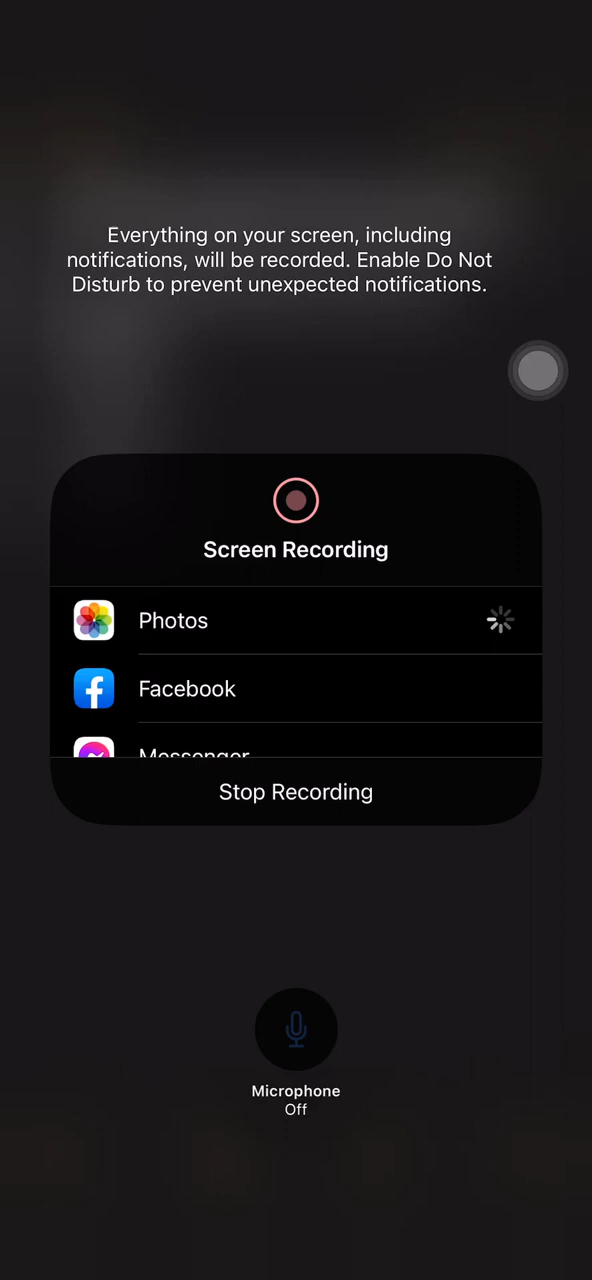 Everything on your screen, including
notifications, will be recorded. Enable Do Not
Disturb to prevent unexpected notifications.
Screen Recording
Photos
Facebook
Messenger
Stop Recording
Microphone
Off